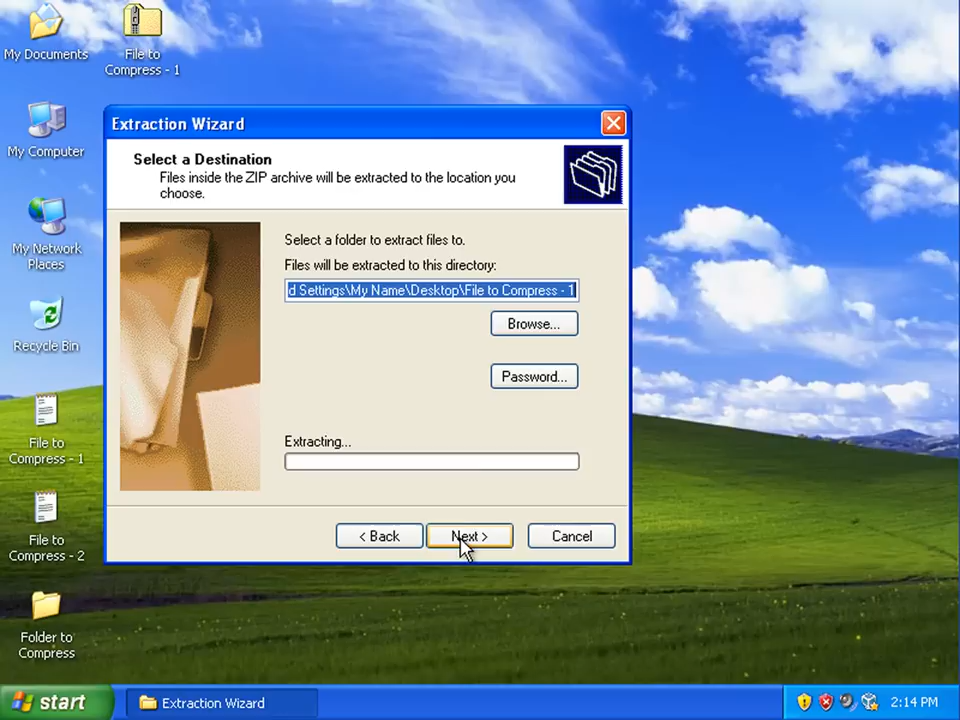 My Documents
File to
Compress - 1
My Computer
My Network
Places
Recycle Bin
File to
Compress - 1
File to
Compress - 2
Folder to
Compress
Extraction Wizard
Select a Destination
Files inside the ZIP archive will be extracted to the location you
choose.
Select a folder to extract files to.
Files will be extracted to this directory:
d Settings\My Name\Desktop\File to Compress - 1
Browse...
Password...
Extracting...
< Back
Next >
Cancel
start
Extraction Wizard
2:14 PM